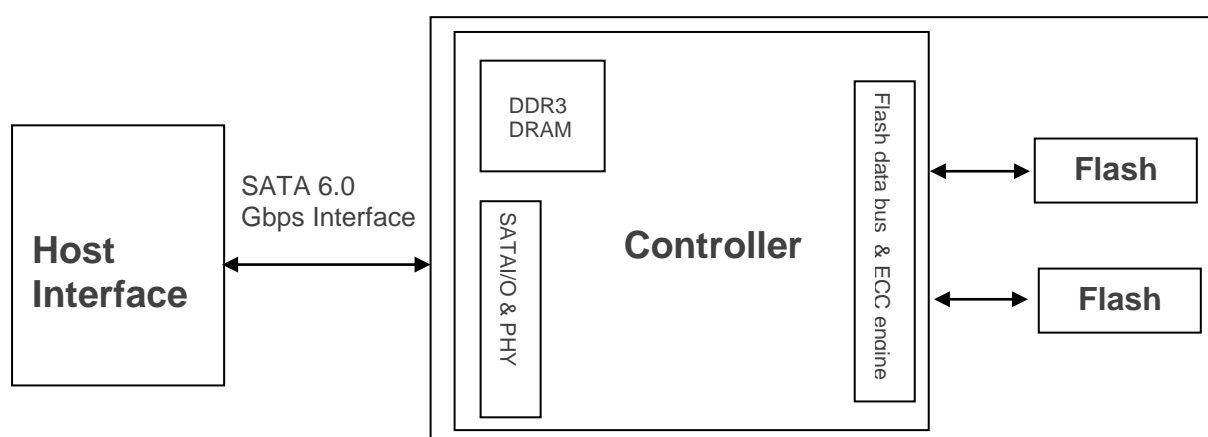 Host
Interface
SATA 6.0
Gbps Interface
DDR3
DRAM
SATAI/O & PHY
Controller
Flash data bus & ECC engine
Flash
Flash